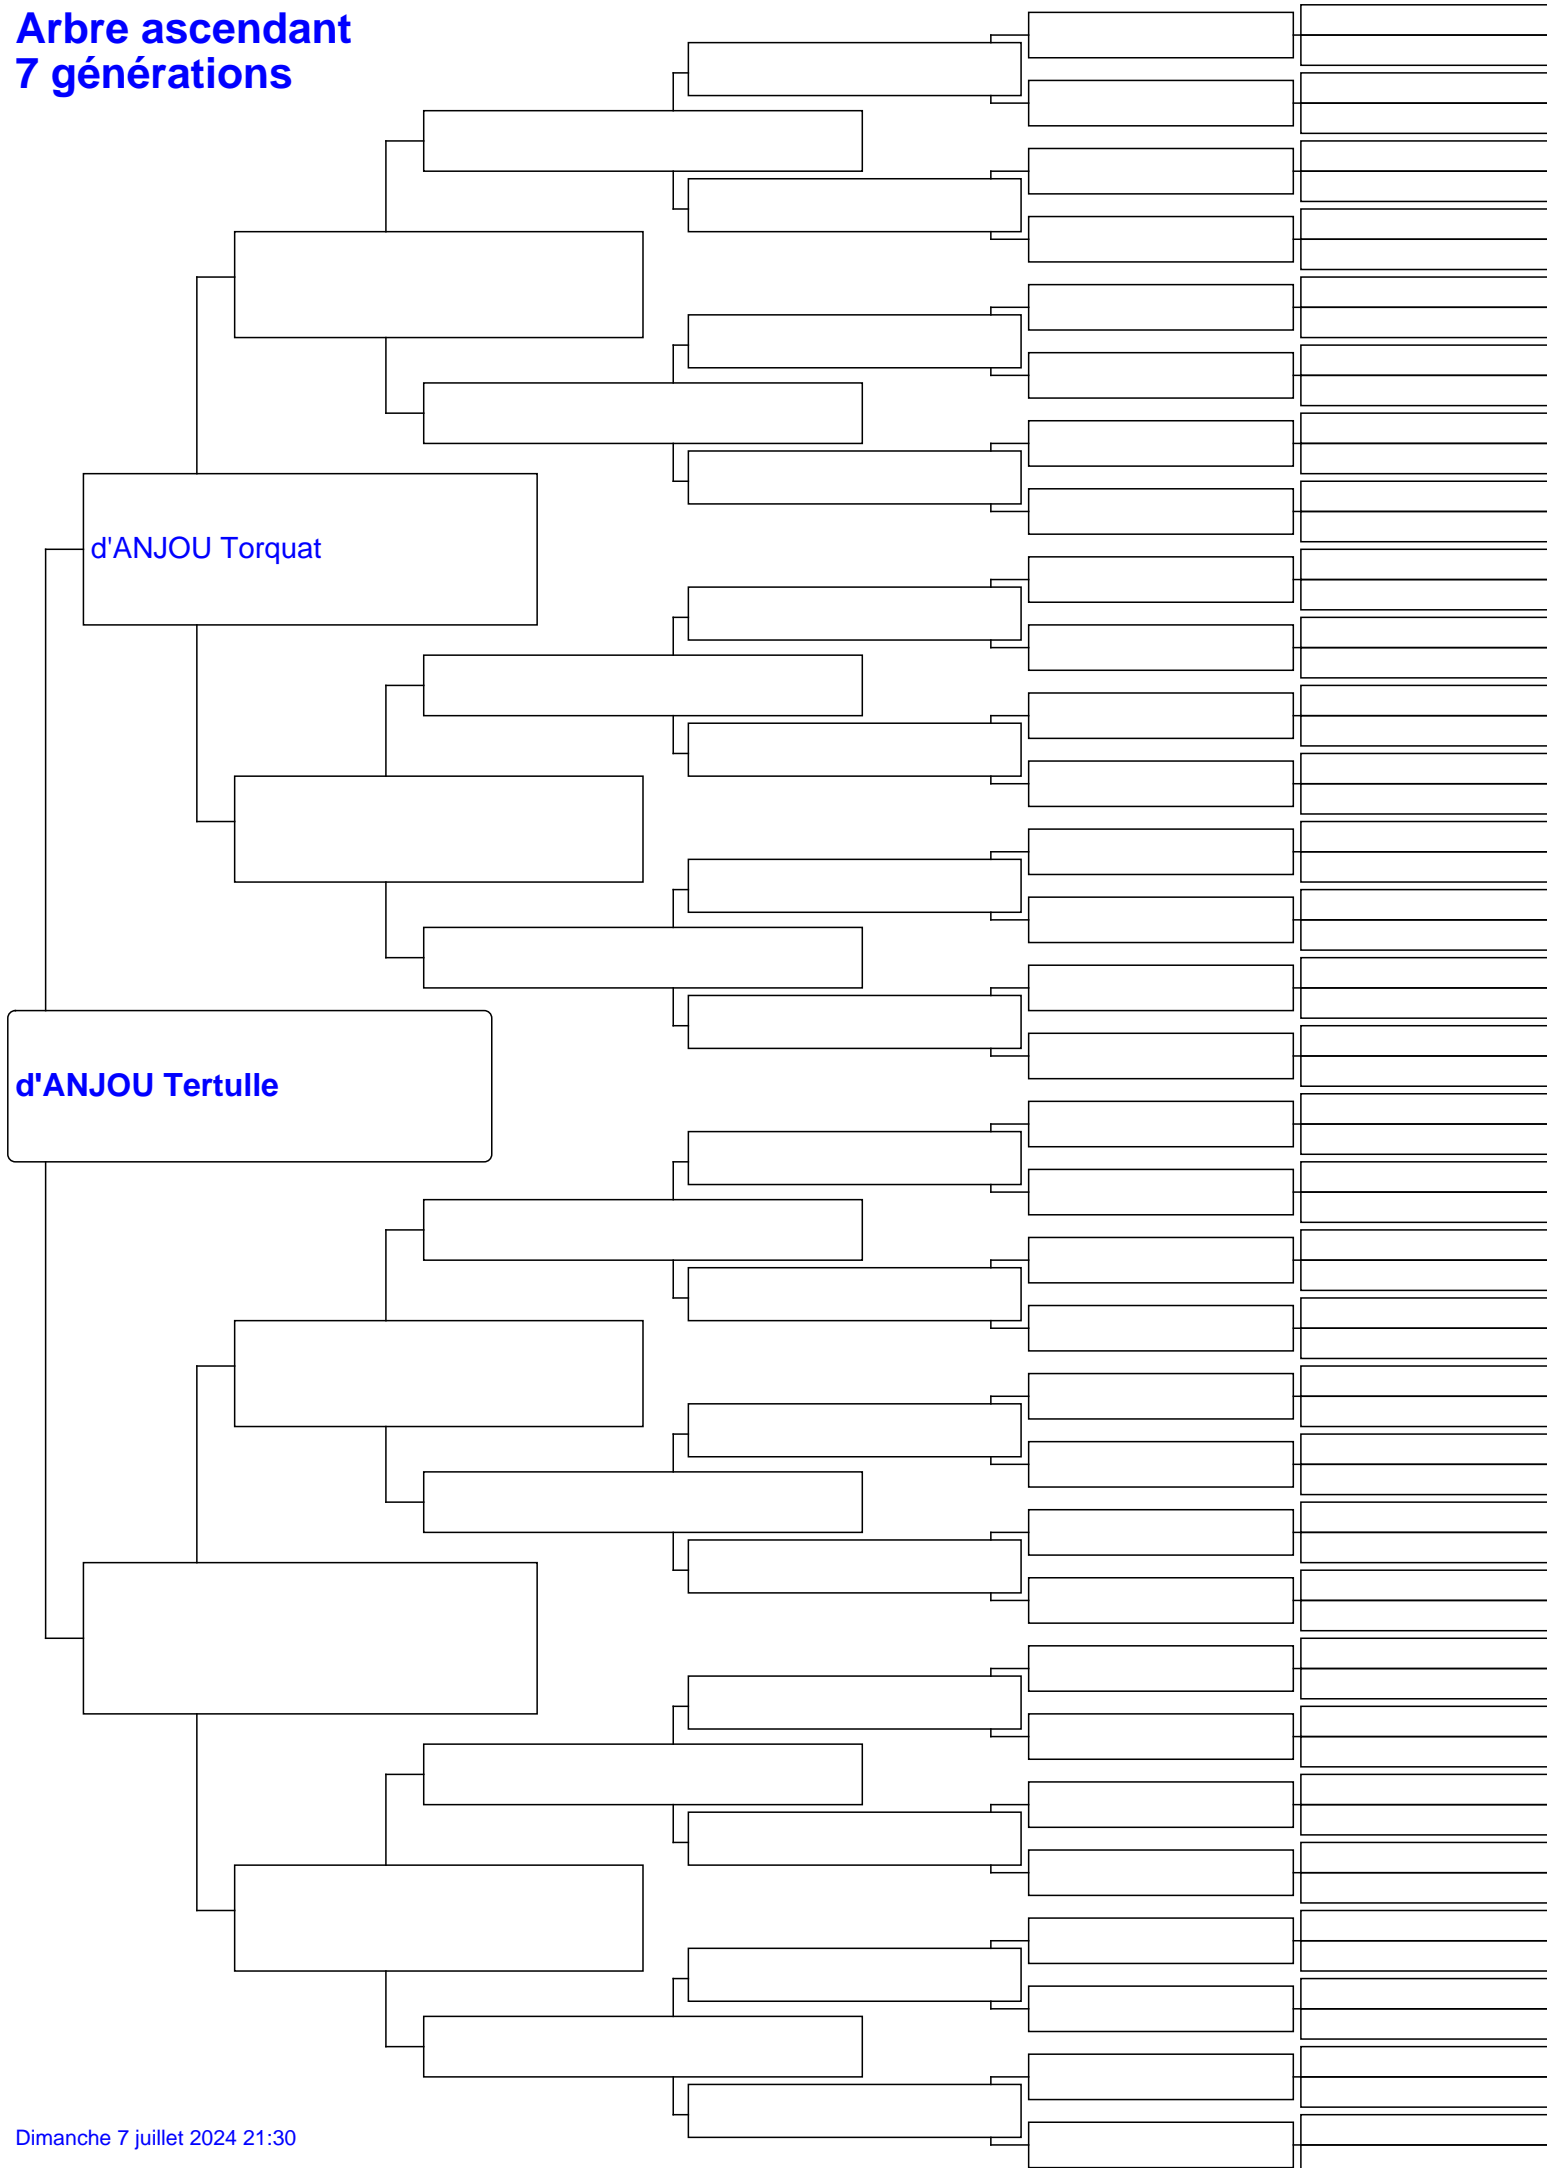 Arbre ascendant
7 générations
d'ANJOU Torquat
d'ANJOU Tertulle
Dimanche 7 juillet 2024 21:30